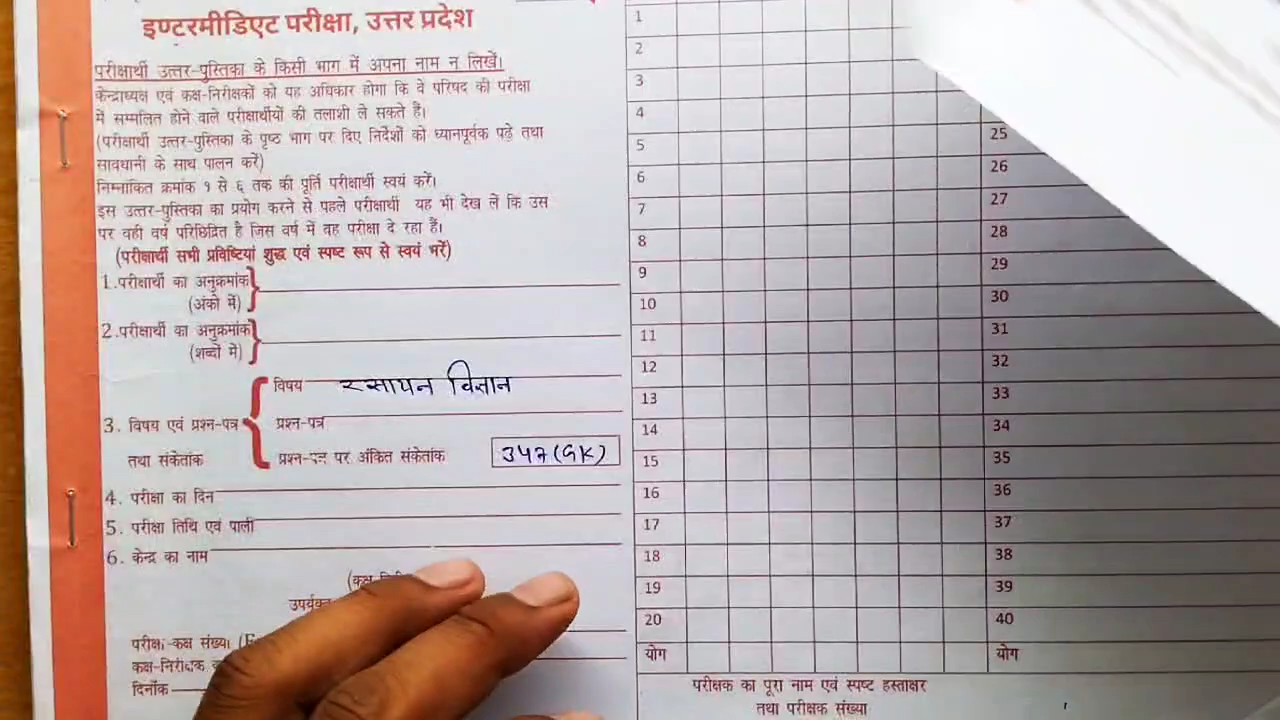 इण्टरमीडिएट परीक्षा, उत्तर प्रदेश
परीक्षार्थी उत्तर-पुस्तिका के किसी भाग में अपना नाम न लिखें।
केन्द्राध्यक्ष एवं कक्ष-निरीक्षकों को यह अधिकार होगा कि वे परिषद की परीक्षा
में सम्मलित होने वाले परीक्षार्थीयों की तलाशी ले सकते है।
(परीक्षार्थी उत्तर-पुस्तिका के पृष्ठ भाग पर दिए निर्देशों को ध्यानपूर्वक पढ़े तथा
सावधानी के साथ पालन करें)
निम्नांकित क्रमांक १ से ६ तक की पूर्ति परीक्षार्थी स्वयं करें।
इस उत्तर-पुस्तिका का प्रयोग करने से पहले परीक्षार्थी यह भी देख लें कि उस
पर वही वर्ष परिछित्रित है जिस वर्ष में वह परीक्षा दे रहा हैं।
(परीक्षार्थी सभी प्रविष्टियां शुद्ध एवं स्पष्ट रूप से स्वयं भरें)
1.परीक्षार्थी का अनुक्रमांक
(अंको में)
2.परीक्षार्थी का अनुक्रमांक
(शब्दों में)
विषय रसायन विज्ञान
3. विषय एवं प्रश्न-पत्र प्रश्न-पत्र
तथा संकेतांक प्रश्न-पत्र पर अंकित संकेतांक 347(GK)
4. परीक्षा का दिन
5. परीक्षा तिथि एवं पाली
6. केन्द्र का नाम
परीक्षा-कक्ष संख्या
कक्ष-निरीक्षक
दिनाँक
1
2
3
4
5 25
6 26
7 27
8 28
9 29
10 30
11 31
12 32
13 33
14 34
15 35
16 36
17 37
18 38
19 39
20 40
योग योग
परीक्षक का पूरा नाम एवं स्पष्ट हस्ताक्षर
तथा परीक्षक संख्या